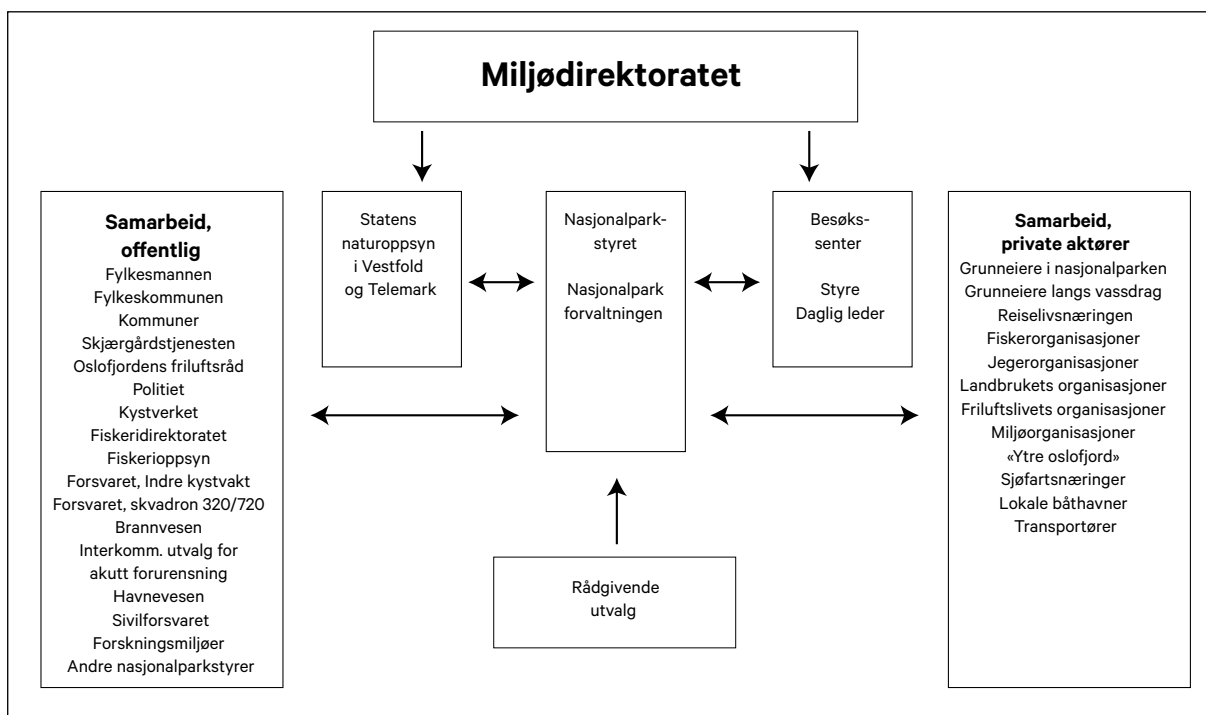 Miljødirektoratet
Samarbeid,
offentlig
Fylkesmannen
Fylkeskommunen
Kommuner
Skjærgårdstjenesten
Oslofjordens friluftsråd
Politiet
Kystverket
Fiskeridirektoratet
Fiskerioppsyn
Forsvaret, Indre kystvakt
Forsvaret, skvadron 320/720
Brannvesen
Interkomm. utvalg for
akutt forurensning
Havnevesen
Sivilforsvaret
Forskningsmiljøer
Andre nasjonalparkstyrer
Statens
naturoppsyn
i Vestfold
og Telemark
Nasjonalpark-
styret
Nasjonalpark
forvaltningen
Besøks-
senter
Styre
Daglig leder
Samarbeid,
private aktører
Grunneiere i nasjonalparken
Grunneiere langs vassdrag
Reiselivsnæringen
Fiskerorganisasjoner
Jegerorganisasjoner
Landbrukets organisasjoner
Friluftslivets organisasjoner
Miljøorganisasjoner
«Ytre oslofjord»
Sjøfartsnæringer
Lokale båthavner
Transportører
Rådgivende
utvalg